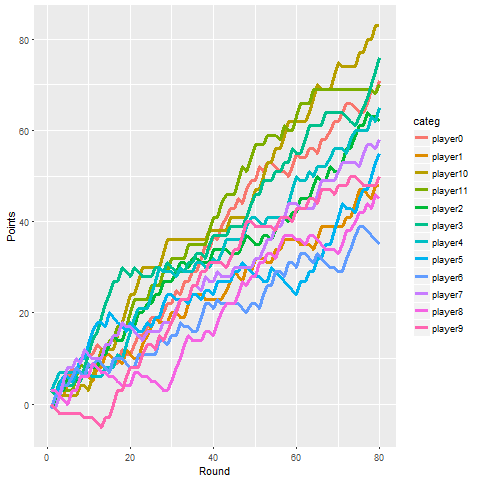 80
60
40
20
0
Points
0 20 40 60 80
Round
categ
player0
player1
player10
player11
player2
player3
player4
player5
player6
player7
player8
player9